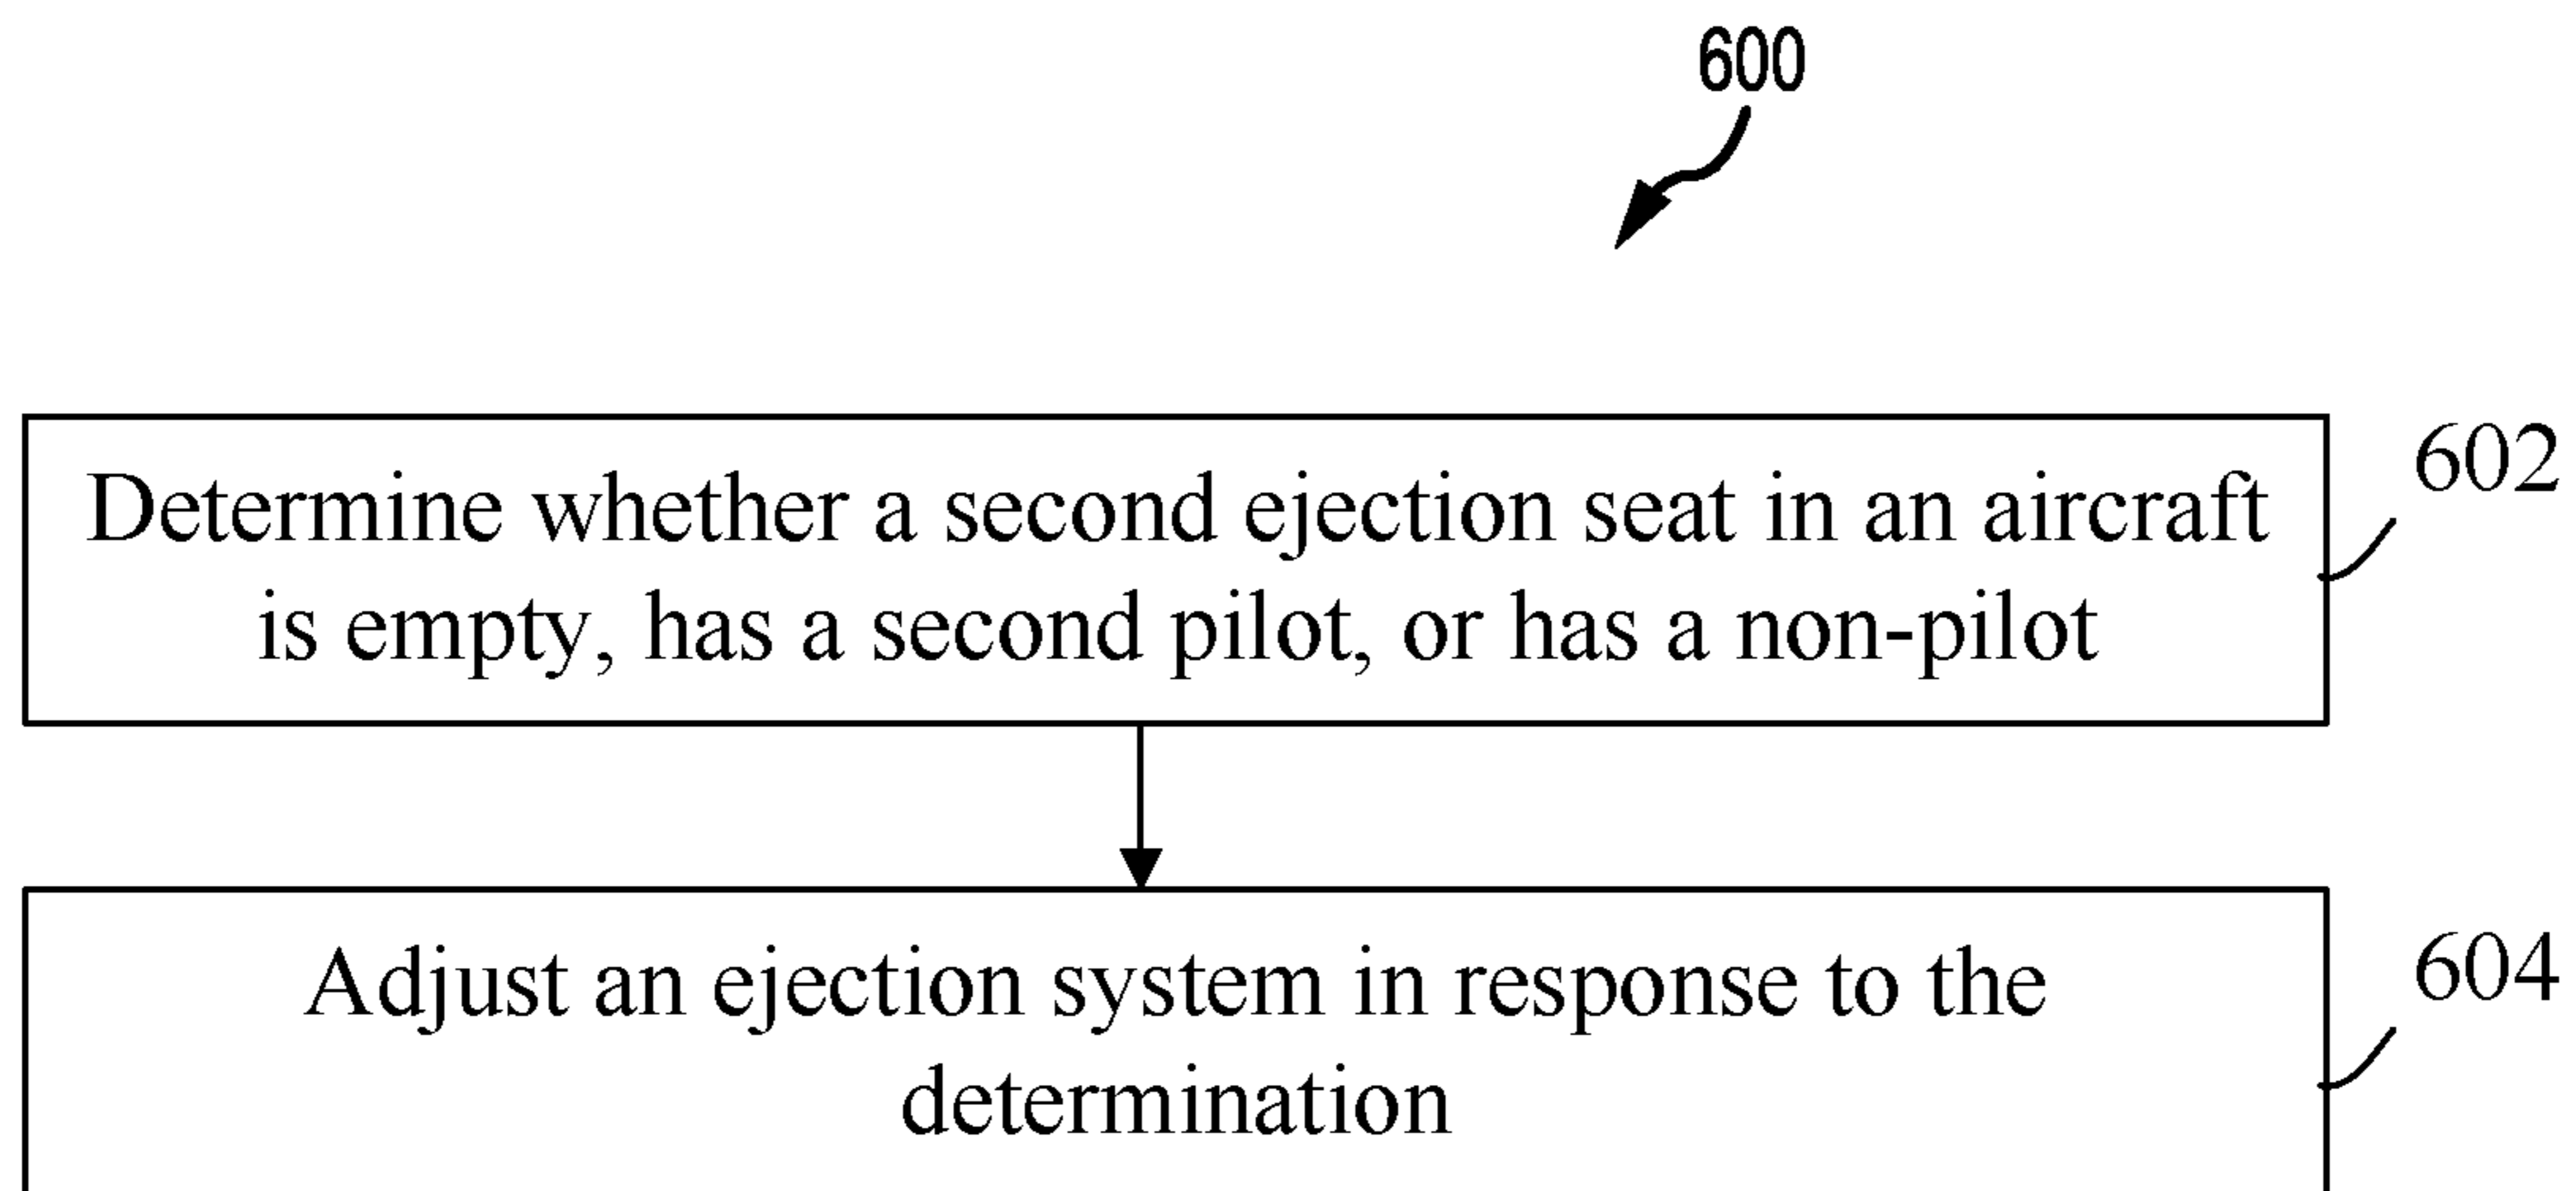 600
Determine whether a second ejection seat in an aircraft
is empty, has a second pilot, or has a non-pilot
602
Adjust an ejection system in response to the
determination
604